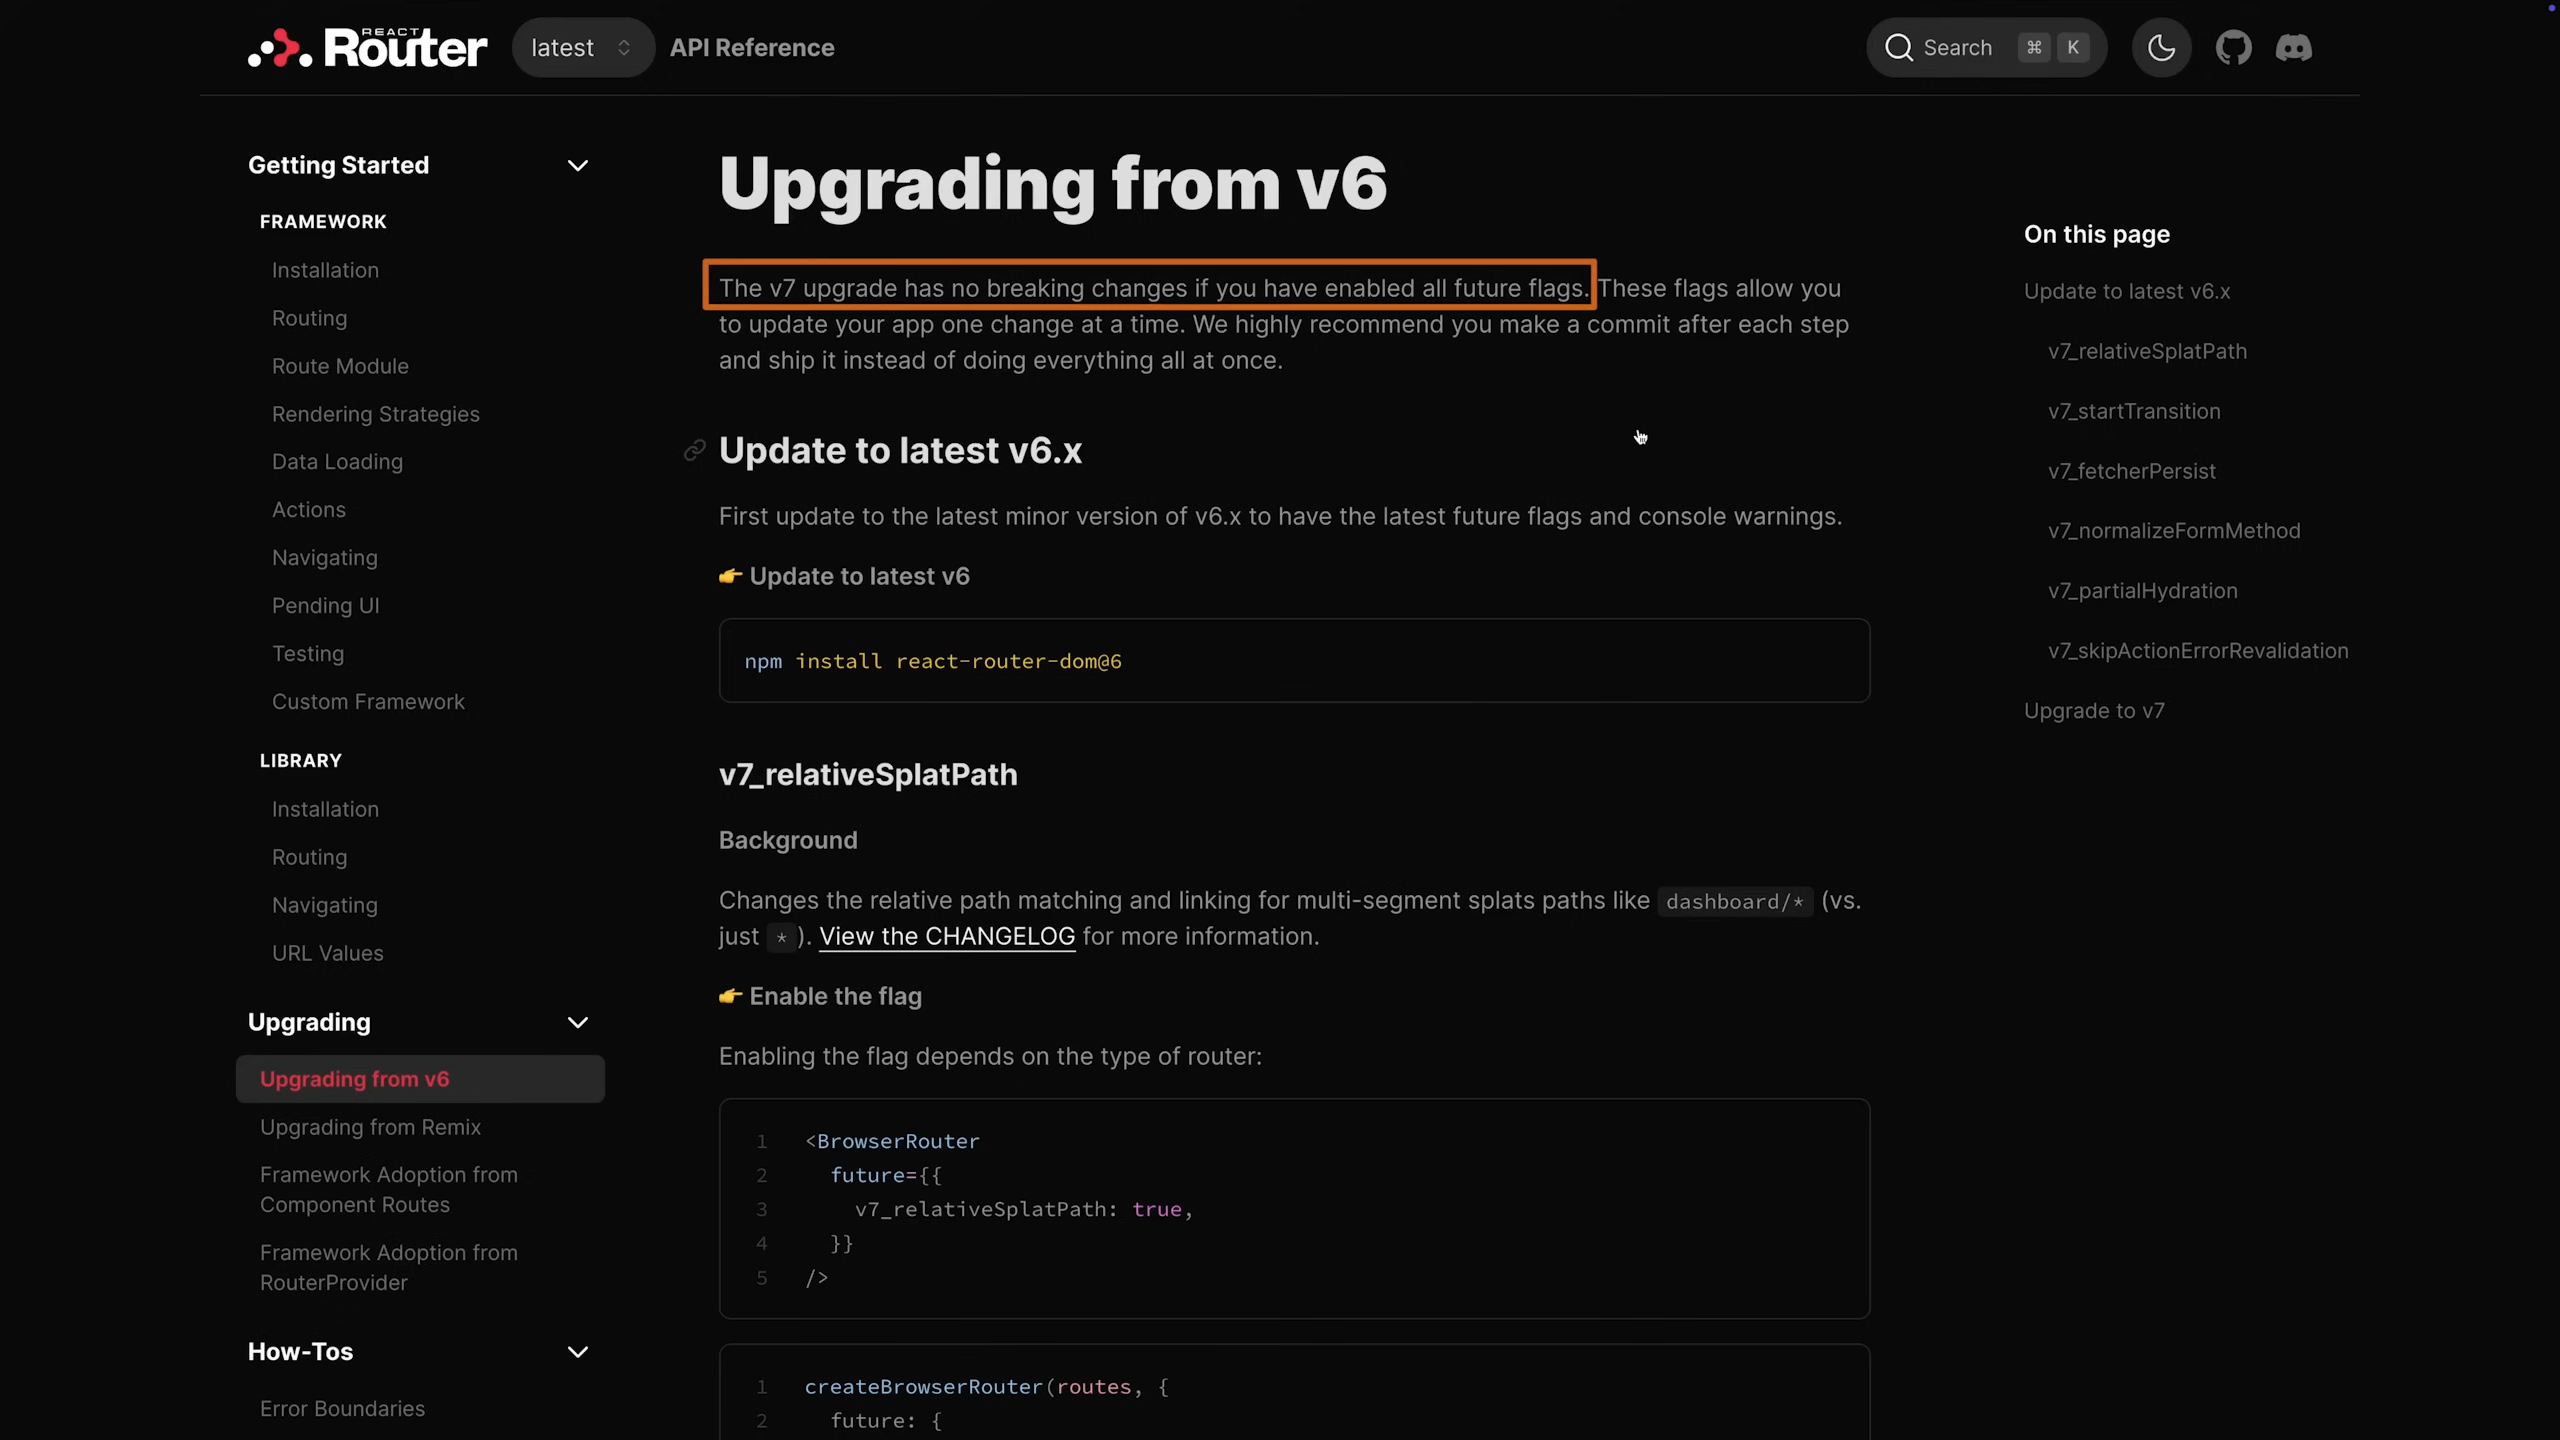 REACT
Router
latest
API Reference
Search
⌘ K
Getting Started
FRAMEWORK
Installation
Routing
Route Module
Rendering Strategies
Data Loading
Actions
Navigating
Pending UI
Testing
Custom Framework
LIBRARY
Installation
Routing
Navigating
URL Values
Upgrading
Upgrading from v6
Upgrading from Remix
Framework Adoption from
Component Routes
Framework Adoption from
RouterProvider
How-Tos
Error Boundaries
Upgrading from v6
The v7 upgrade has no breaking changes if you have enabled all future flags. These flags allow you
to update your app one change at a time. We highly recommend you make a commit after each step
and ship it instead of doing everything all at once.
Update to latest v6.x
First update to the latest minor version of v6.x to have the latest future flags and console warnings.
👉 Update to latest v6
npm install react-router-dom@6
v7_relativeSplatPath
Background
Changes the relative path matching and linking for multi-segment splats paths like dashboard/* (vs.
just * ). View the CHANGELOG for more information.
👉 Enable the flag
Enabling the flag depends on the type of router:
1 <BrowserRouter
2 future={{
3 v7_relativeSplatPath: true,
4 }}
5 />
1 createBrowserRouter(routes, {
2 future: {
On this page
Update to latest v6.x
v7_relativeSplatPath
v7_startTransition
v7_fetcherPersist
v7_normalizeFormMethod
v7_partialHydration
v7_skipActionErrorRevalidation
Upgrade to v7